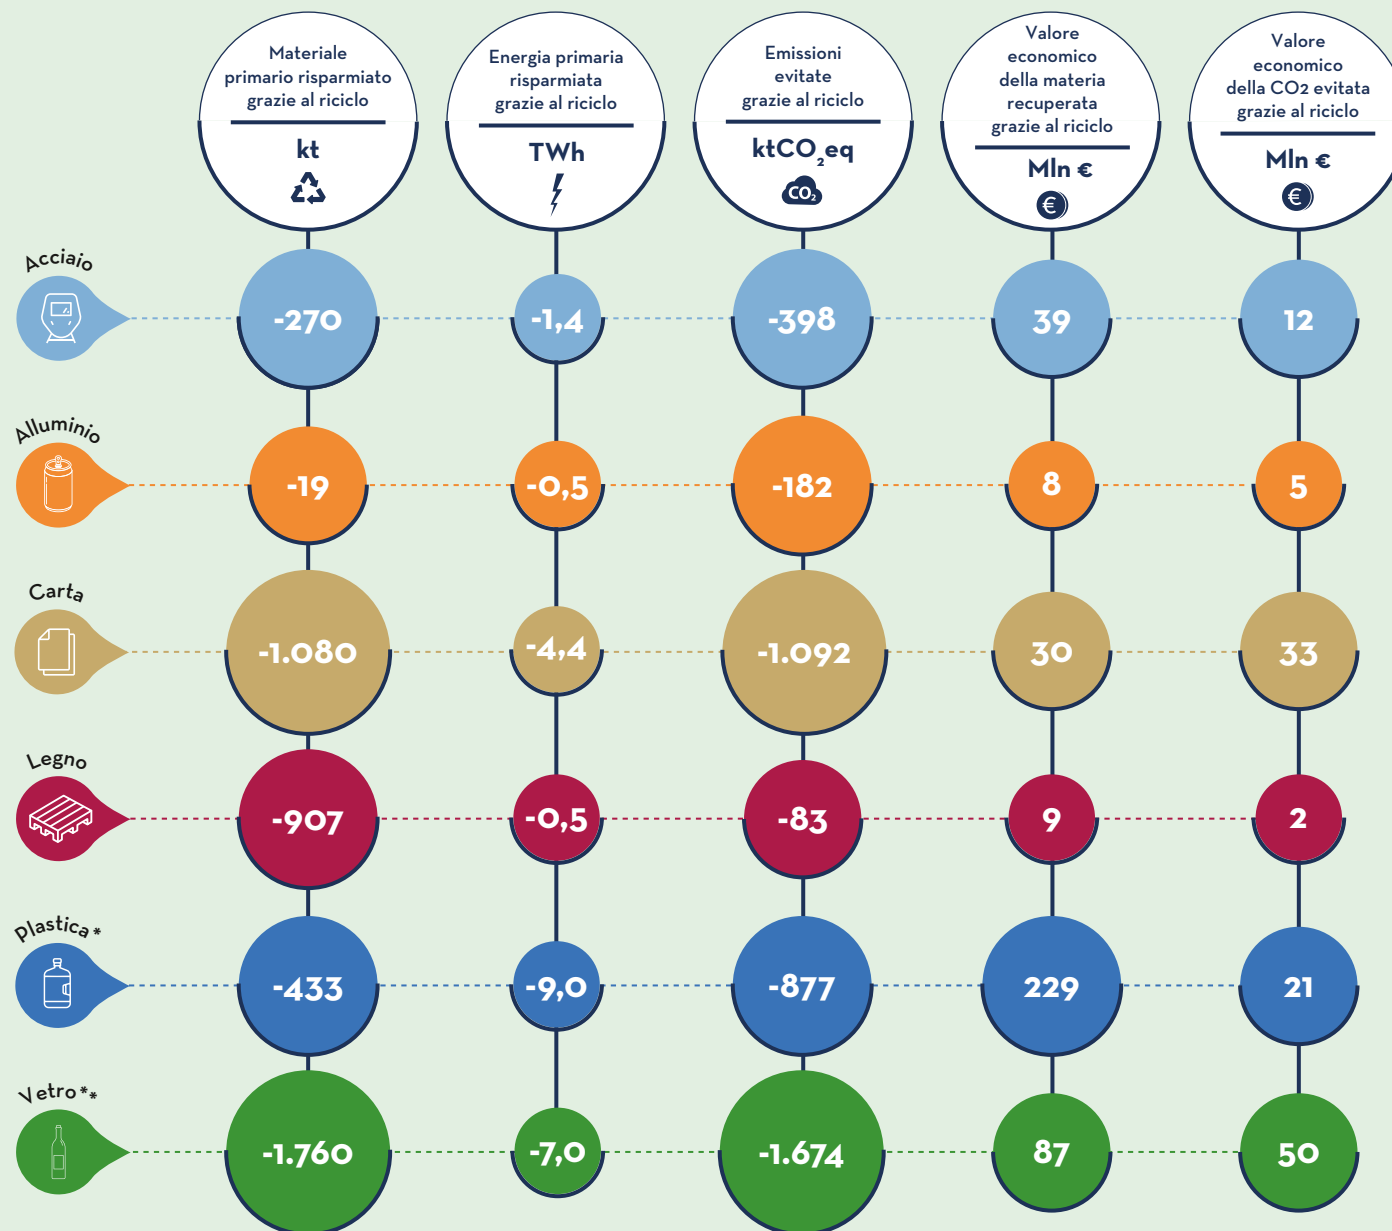 Materiale
primario risparmiato
grazie al riciclo
kt
Energia primaria
risparmiata
grazie al riciclo
TWh
Emissioni
evitate
grazie al riciclo
ktCO₂eq
CO₂
Valore
economico
della materia
recuperata
grazie al riciclo
Mln €
€
Valore
economico
della CO2 evitata
grazie al riciclo
Mln €
€
Acciaio
-270
-1,4
-398
39
12
Alluminio
-19
-0,5
-182
8
5
Carta
-1.080
-4,4
-1.092
30
33
Legno
-907
-0,5
-83
9
2
Plastica*
-433
-9,0
-877
229
21
Vetro**
-1.760
-7,0
-1.674
87
50